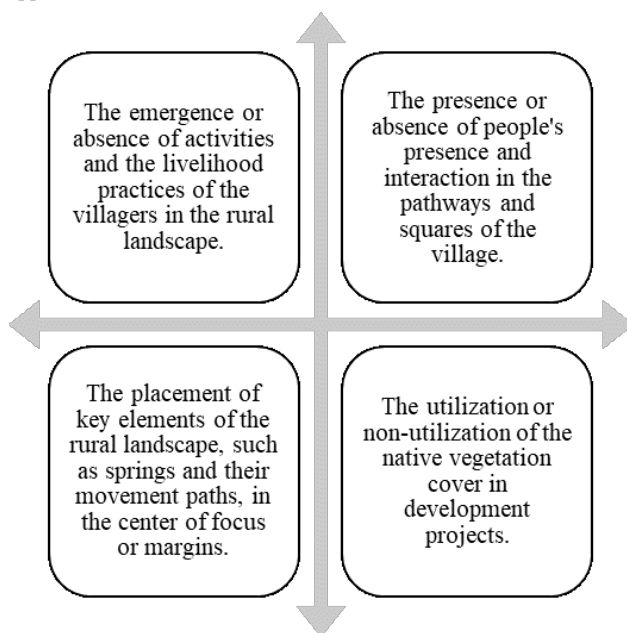 The emergence or
absence of activities
and the livelihood
practices of the
villagers in the rural
landscape.
The presence or
absence of people's
presence and
interaction in the
pathways and
squares of the
village.
The placement of
key elements of the
rural landscape, such
as springs and their
movement paths, in
the center of focus
or margins.
The utilization or
non-utilization of the
native vegetation
cover in
development
projects.